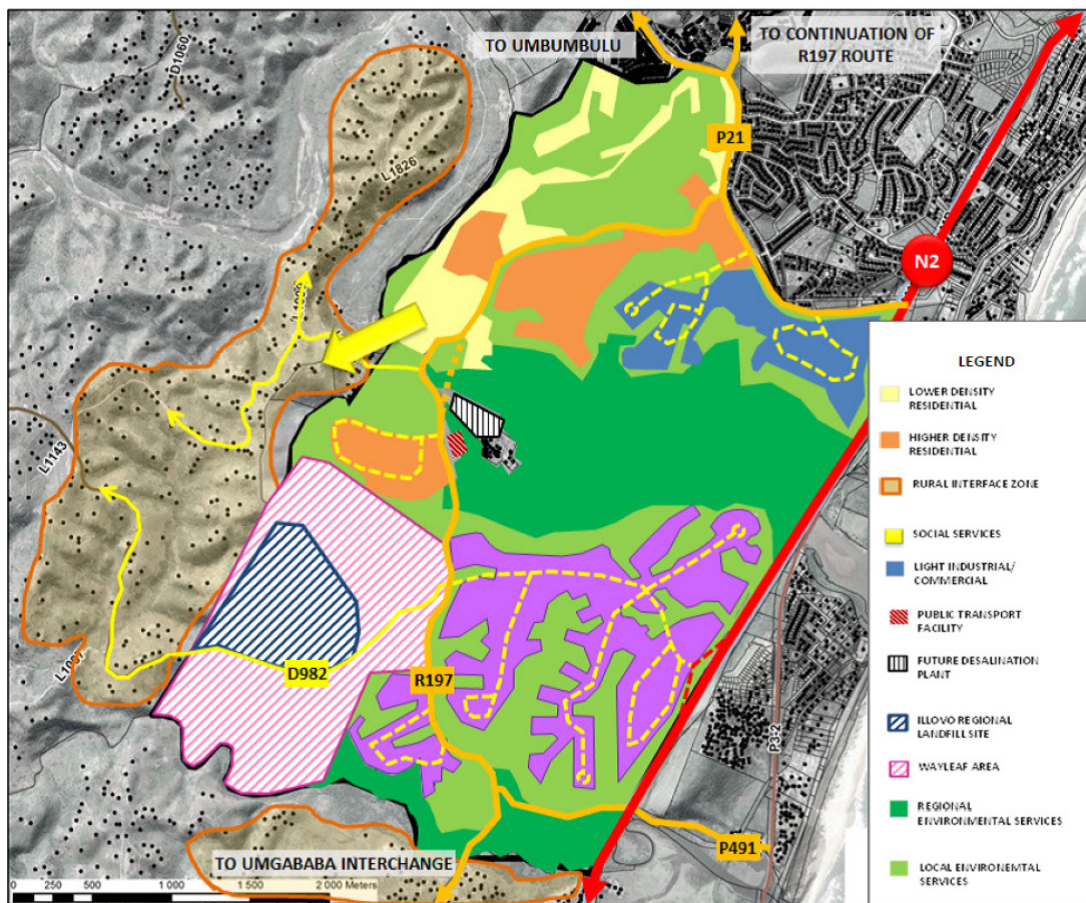 D1060
TO UMBUMBULU
TO CONTINUATION OF
R197 ROUTE
P21
L1826
N2
L1143
D982
R197
P3-2
P491
TO UMGABABA INTERCHANGE
0 250 500 1 000 1 500 2 000 Meters
LEGEND
LOWER DENSITY
RESIDENTIAL
HIGHER DENSITY
RESIDENTIAL
RURAL INTERFACE ZONE
SOCIAL SERVICES
LIGHT INDUSTRIAL/
COMMERCIAL
PUBLIC TRANSPORT
FACILITY
FUTURE DESALINATION
PLANT
ILLOVO REGIONAL
LANDFILL SITE
WAYLEAF AREA
REGIONAL
ENVIRONMENTAL SERVICES
LOCAL ENVIRONEMTAL
SERVICES